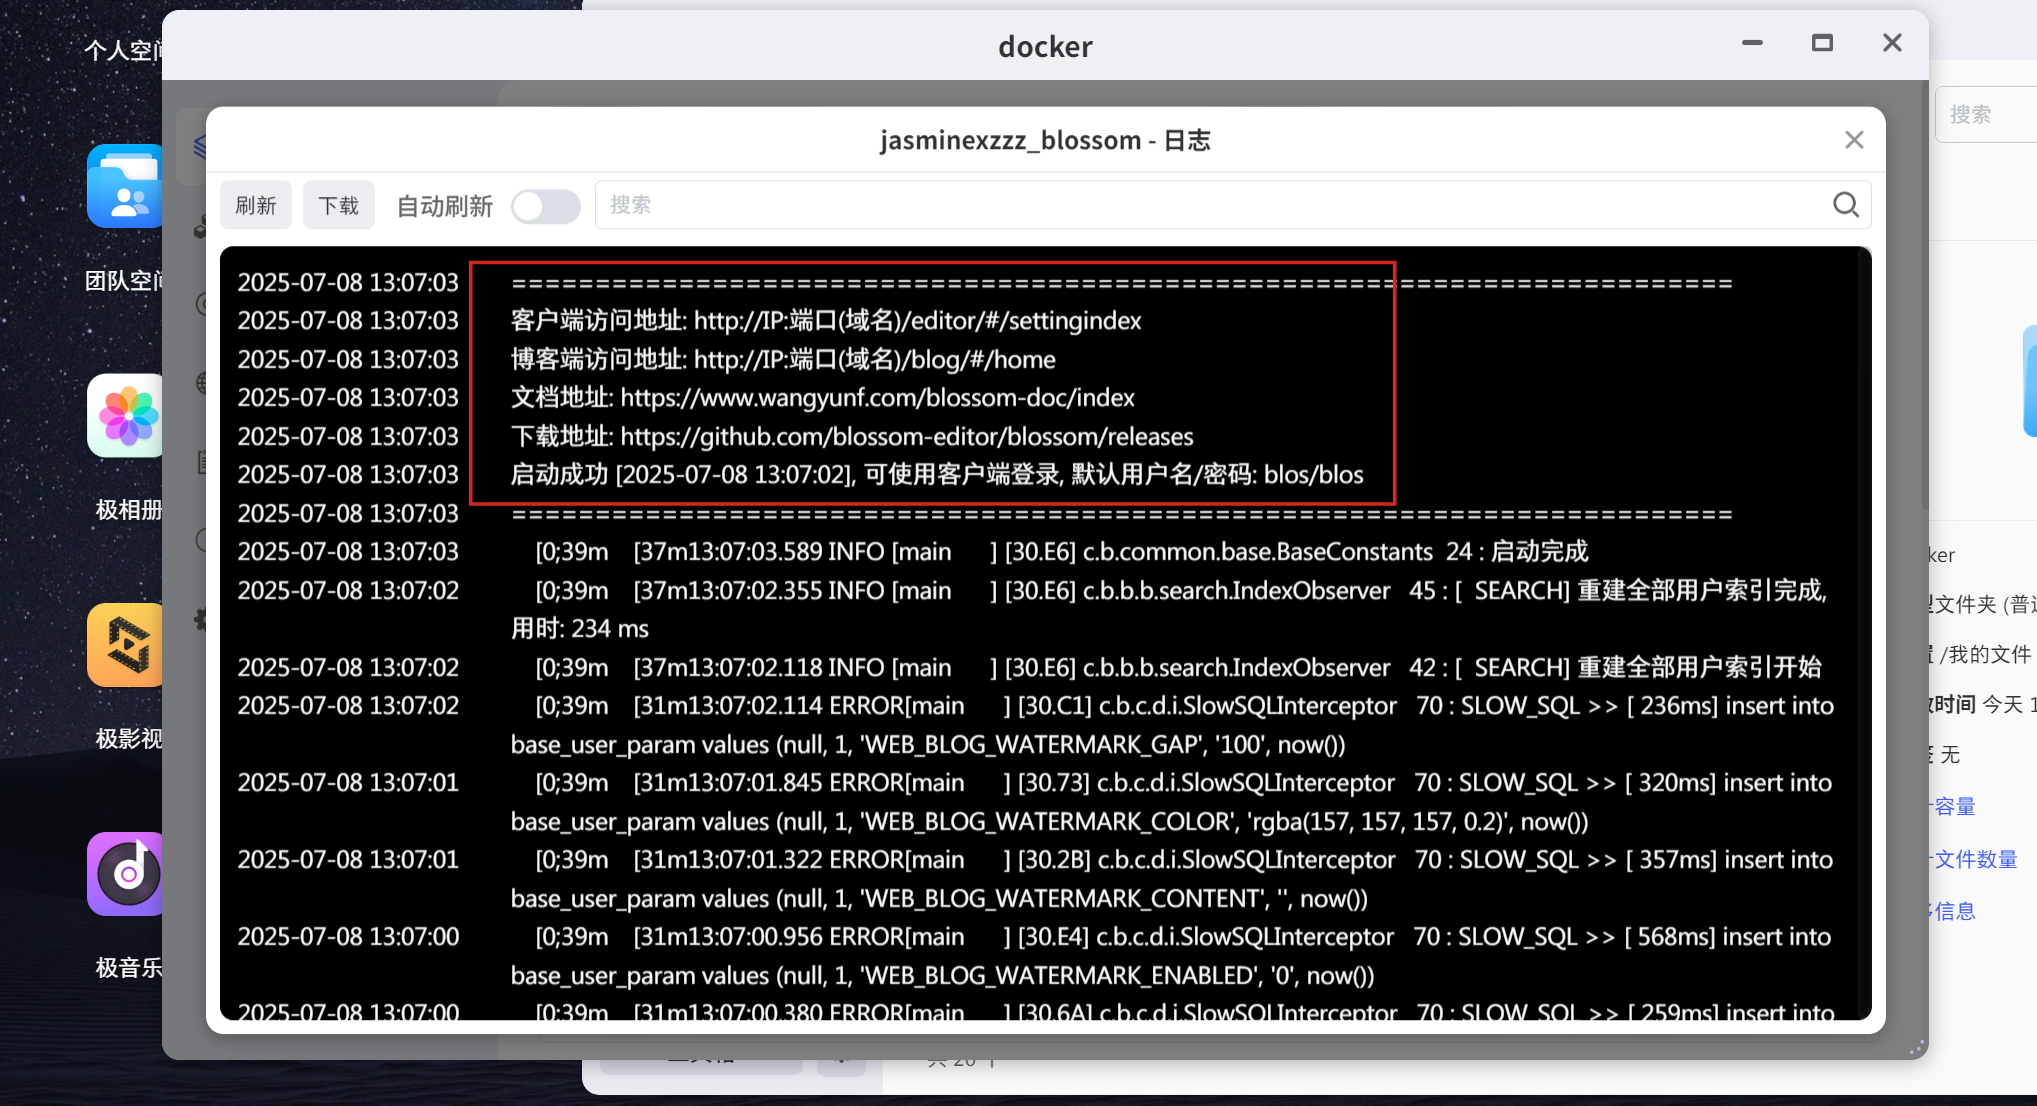 docker
个人空间
jasminexzzz_blossom - 日志
搜索
刷新
下载
自动刷新
搜索
2025-07-08 13:07:03 ==========================================================================
2025-07-08 13:07:03 客户端访问地址: http://IP:端口(域名)/editor/#/settingindex
2025-07-08 13:07:03 博客端访问地址: http://IP:端口(域名)/blog/#/home
2025-07-08 13:07:03 文档地址: https://www.wangyunf.com/blossom-doc/index
2025-07-08 13:07:03 下载地址: https://github.com/blossom-editor/blossom/releases
2025-07-08 13:07:03 启动成功 [2025-07-08 13:07:02], 可使用客户端登录, 默认用户名/密码: blos/blos
2025-07-08 13:07:03 ==========================================================================
2025-07-08 13:07:03 [0;39m [37m13:07:03.589 INFO [main ] [30.E6] c.b.common.base.BaseConstants 24 : 启动完成
2025-07-08 13:07:02 [0;39m [37m13:07:02.355 INFO [main ] [30.E6] c.b.b.b.search.IndexObserver 45 : [ SEARCH] 重建全部用户索引完成,
用时: 234 ms
2025-07-08 13:07:02 [0;39m [37m13:07:02.118 INFO [main ] [30.E6] c.b.b.b.search.IndexObserver 42 : [ SEARCH] 重建全部用户索引开始
2025-07-08 13:07:02 [0;39m [31m13:07:02.114 ERROR[main ] [30.C1] c.b.c.d.i.SlowSQLInterceptor 70 : SLOW_SQL >> [ 236ms] insert into
base_user_param values (null, 1, 'WEB_BLOG_WATERMARK_GAP', '100', now())
2025-07-08 13:07:01 [0;39m [31m13:07:01.845 ERROR[main ] [30.73] c.b.c.d.i.SlowSQLInterceptor 70 : SLOW_SQL >> [ 320ms] insert into
base_user_param values (null, 1, 'WEB_BLOG_WATERMARK_COLOR', 'rgba(157, 157, 157, 0.2)', now())
2025-07-08 13:07:01 [0;39m [31m13:07:01.322 ERROR[main ] [30.2B] c.b.c.d.i.SlowSQLInterceptor 70 : SLOW_SQL >> [ 357ms] insert into
base_user_param values (null, 1, 'WEB_BLOG_WATERMARK_CONTENT', '', now())
2025-07-08 13:07:00 [0;39m [31m13:07:00.956 ERROR[main ] [30.E4] c.b.c.d.i.SlowSQLInterceptor 70 : SLOW_SQL >> [ 568ms] insert into
base_user_param values (null, 1, 'WEB_BLOG_WATERMARK_ENABLED', '0', now())
2025-07-08 13:07:00 [0;39m [31m13:07:00.380 ERROR[main ] [30.6A] c.b.c.d.i.SlowSQLInterceptor 70 : SLOW_SQL >> [ 259ms] insert into
团队空间
极相册
极影视
极音乐
ker
文件夹 (普通
/我的文件
时间 今天 1
无
容量
文件数量
信息
共 20 个